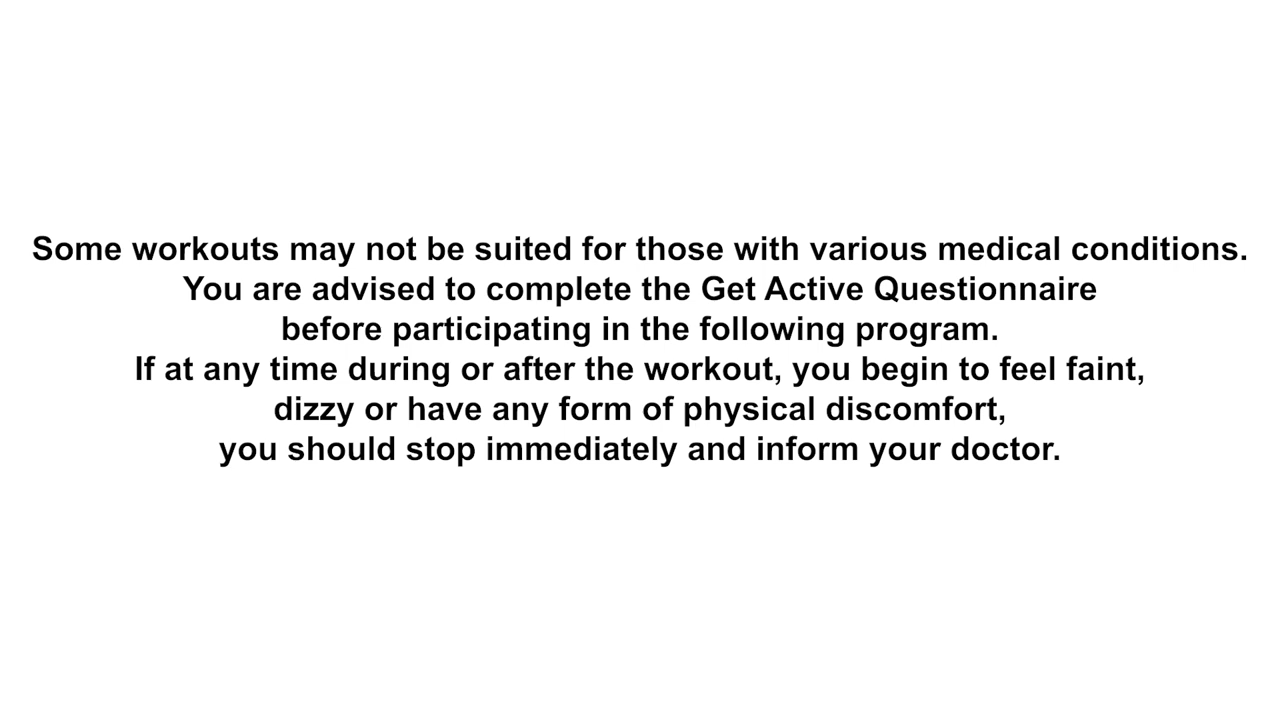 Some workouts may not be suited for those with various medical conditions.
You are advised to complete the Get Active Questionnaire
before participating in the following program.
If at any time during or after the workout, you begin to feel faint,
dizzy or have any form of physical discomfort,
you should stop immediately and inform your doctor.